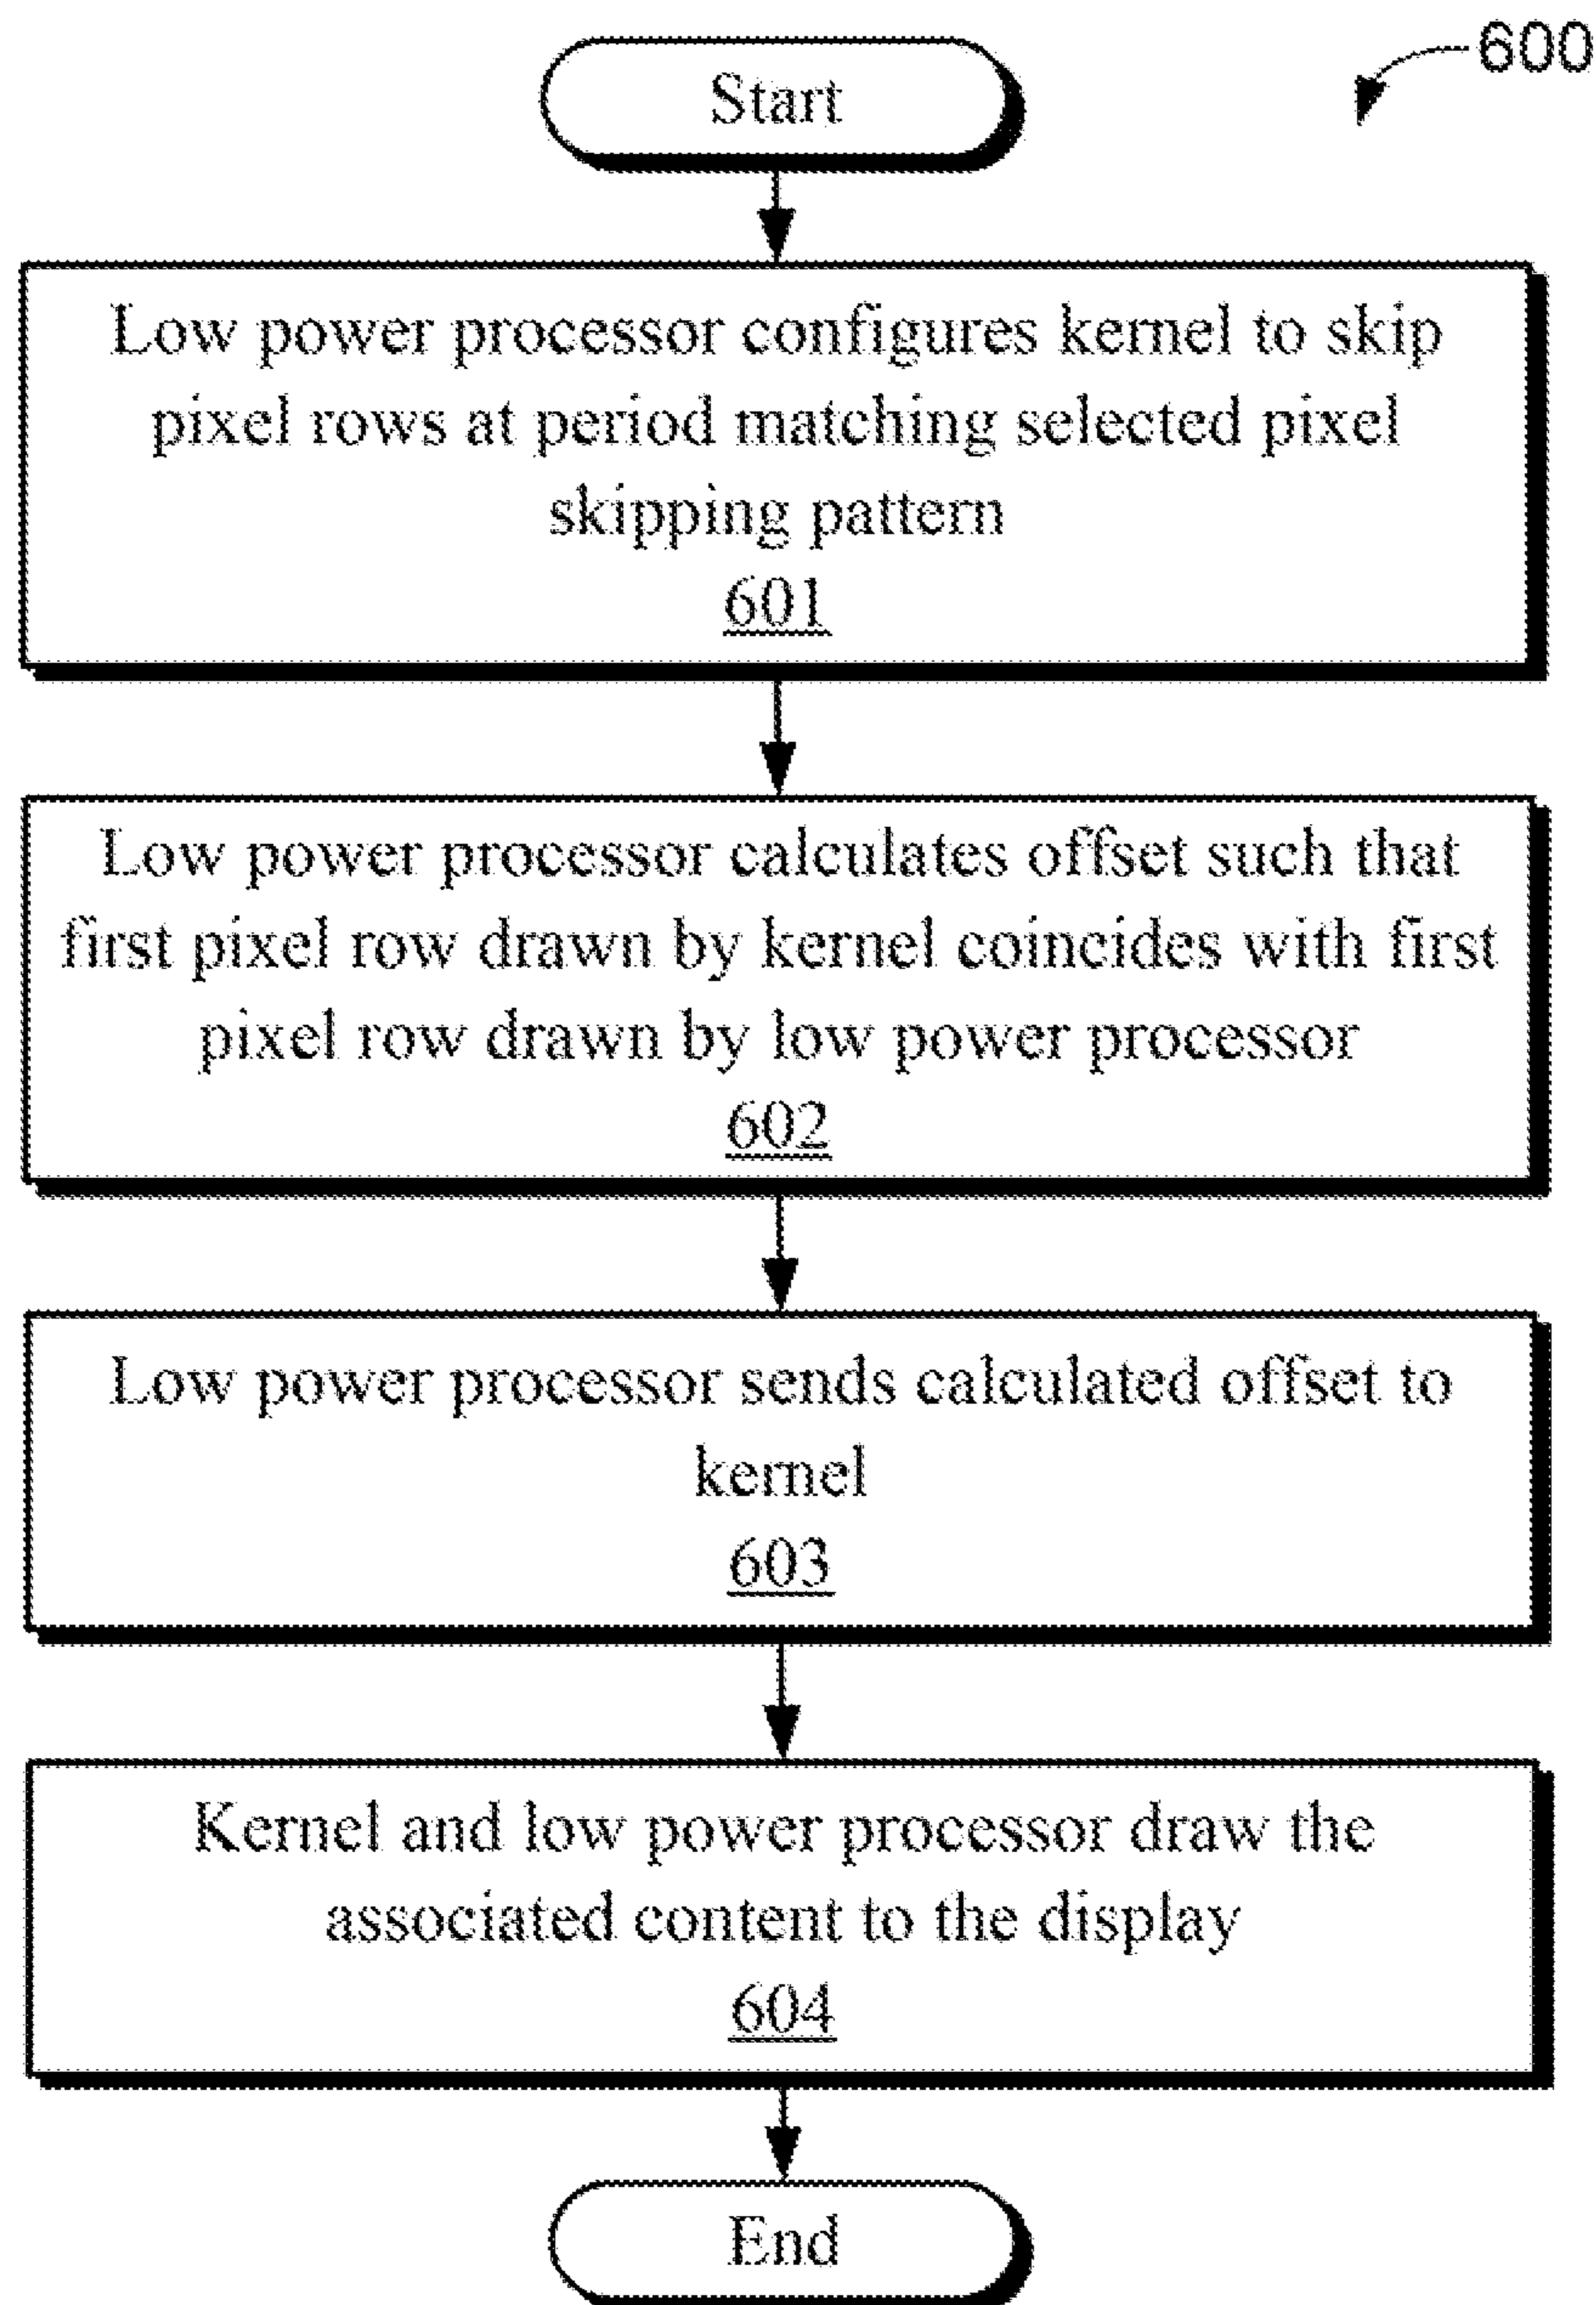 600
Start
Low power processor configures kernel to skip
pixel rows at period matching selected pixel
skipping pattern
601
Low power processor calculates offset such that
first pixel row drawn by kernel coincides with first
pixel row drawn by low power processor
602
Low power processor sends calculated offset to
kernel
603
Kernel and low power processor draw the
associated content to the display
604
End